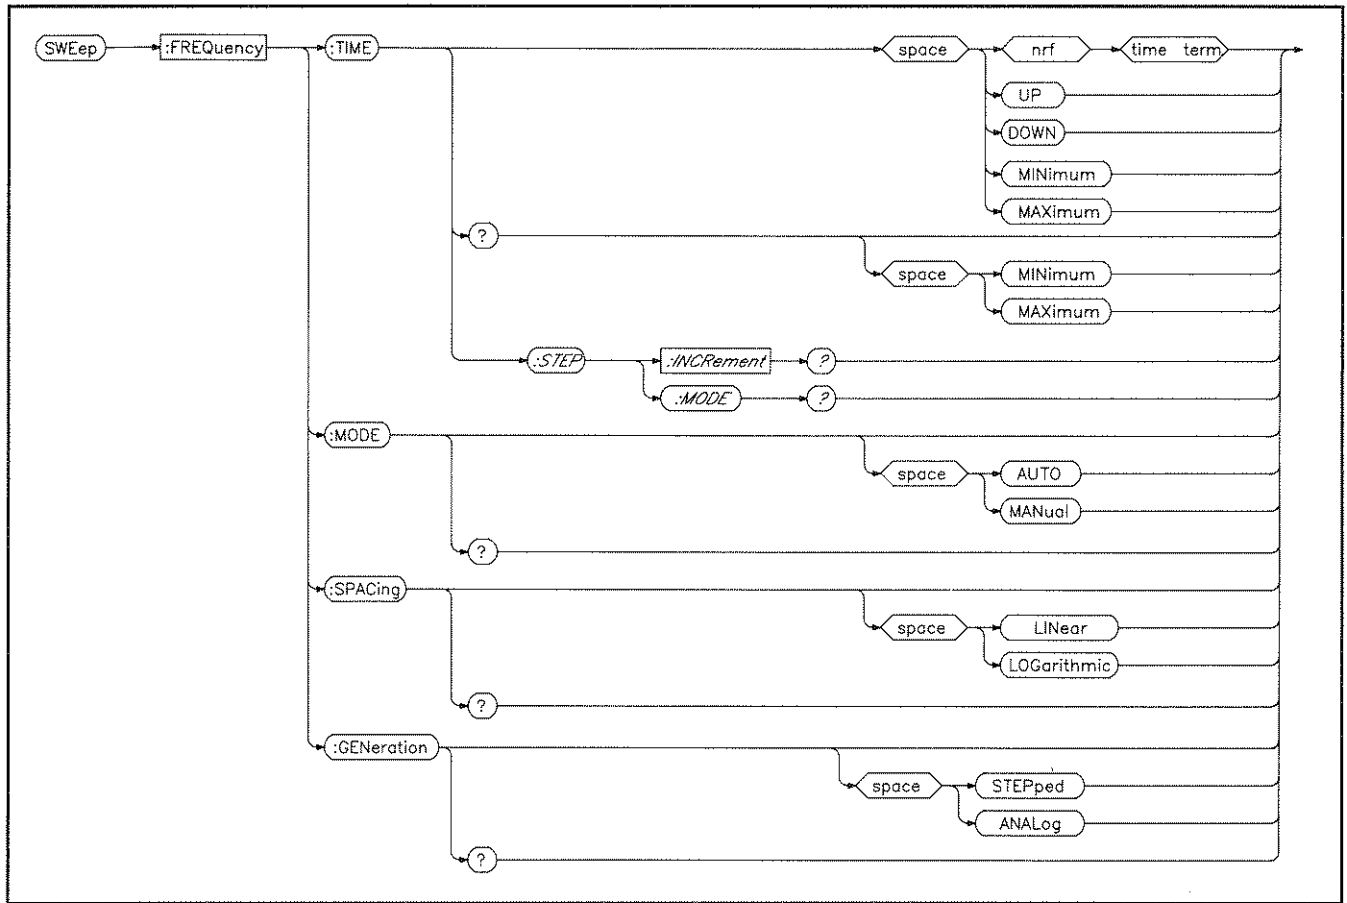 SWEep :FREQuency :TIME space nrf time term
UP
DOWN
MINimum
MAXimum
?
space MINimum
MAXimum
:STEP :INCRement ?
:MODE ?
:MODE
space AUTO
MANual
?
:SPACing
space LINear
LOGarithmic
?
:GENeration
space STEPped
ANALog
?